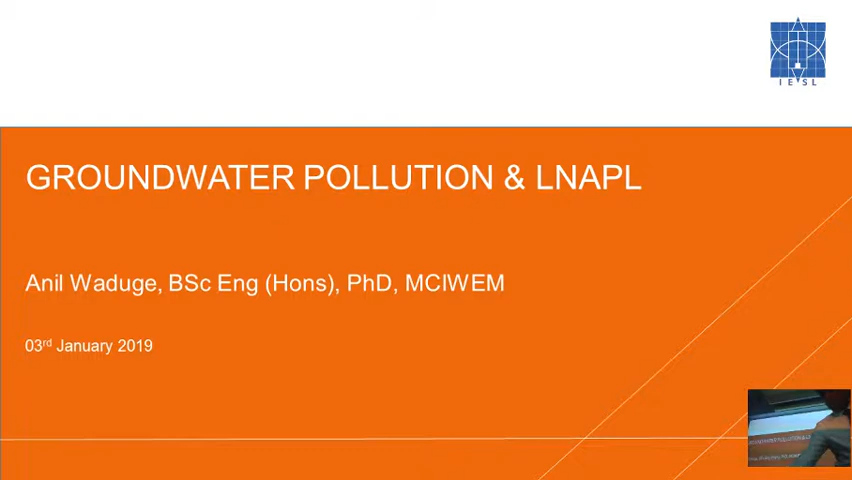 IESL
GROUNDWATER POLLUTION & LNAPL
Anil Waduge, BSc Eng (Hons), PhD, MCIWEM
03rd January 2019